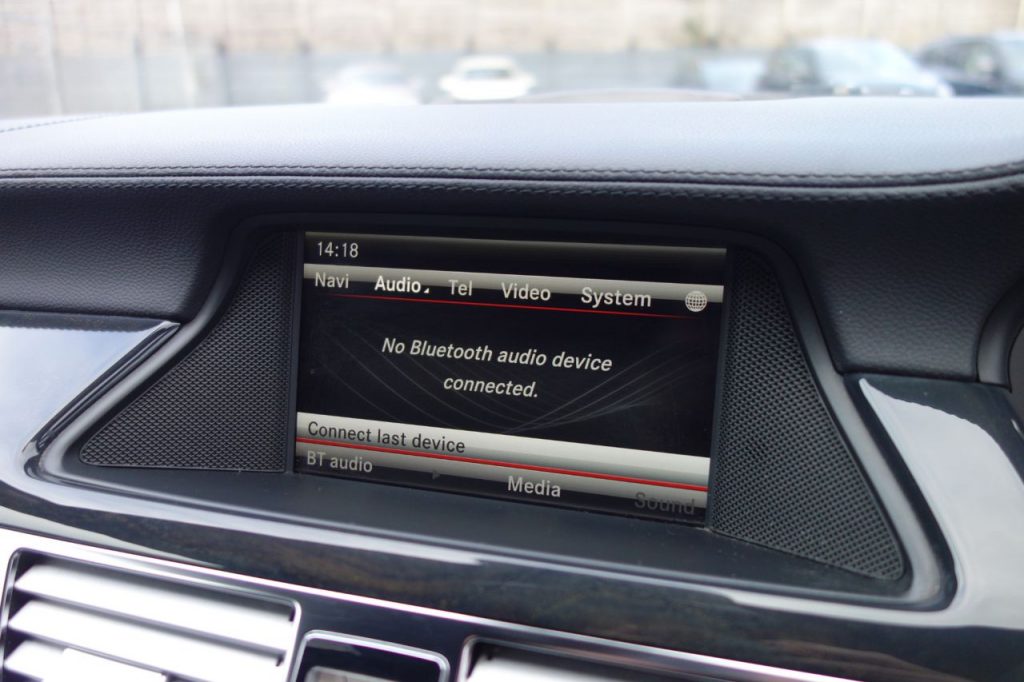 14:18
Navi Audio Tel Video System
No Bluetooth audio device
connected.
Connect last device
BT audio Media Sound